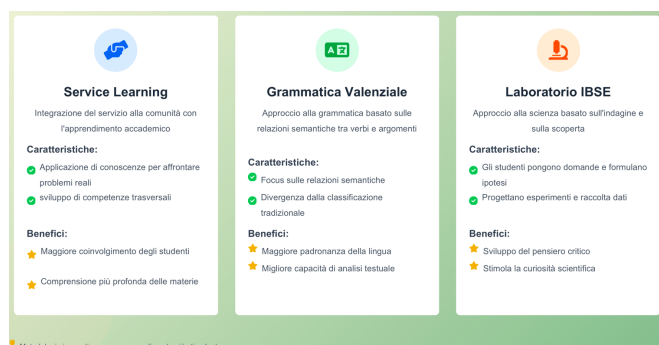 Service Learning
Integrazione del servizio alla comunità con
l'apprendimento accademico
Caratteristiche:
Applicazione di conoscenze per affrontare
problemi reali
sviluppo di competenze trasversali
Benefici:
Maggiore coinvolgimento degli studenti
Comprensione più profonda delle materie
Grammatica Valenziale
Approccio alla grammatica basato sulle
relazioni semantiche tra verbi e argomenti
Caratteristiche:
Focus sulle relazioni semantiche
Divergenza dalla classificazione
tradizionale
Benefici:
Maggiore padronanza della lingua
Migliore capacità di analisi testuale
Laboratorio IBSE
Approccio alla scienza basato sull'indagine e
sulla scoperta
Caratteristiche:
Gli studenti pongono domande e formulano
ipotesi
Progettano esperimenti e raccolta dati
Benefici:
Sviluppo del pensiero critico
Stimola la curiosità scientifica